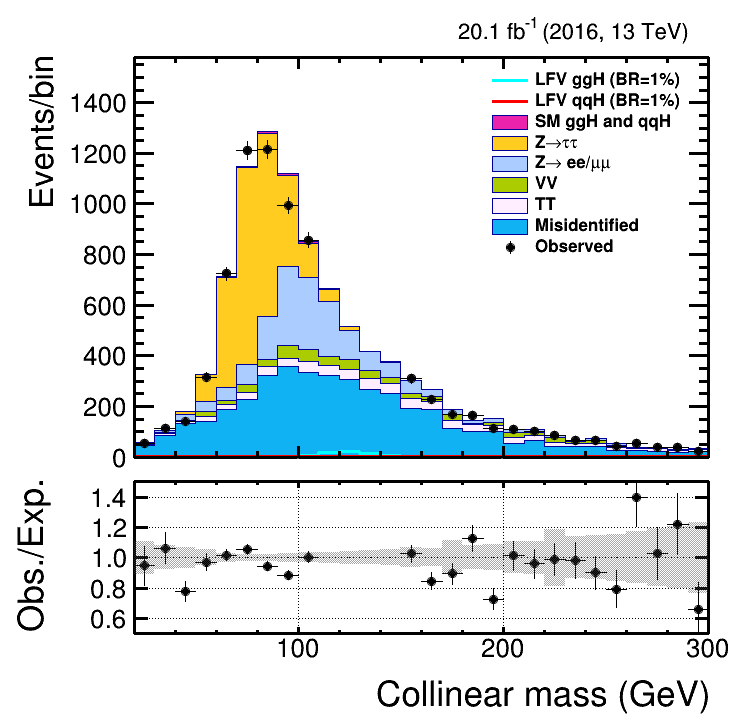 20.1 fb⁻¹ (2016, 13 TeV)
Events/bin
1400
1200
1000
800
600
400
200
0
LFV ggH (BR=1%)
LFV qqH (BR=1%)
SM ggH and qqH
Z→ττ
Z→ ee/μμ
VV
TT
Misidentified
Observed
Obs./Exp.
1.4
1.2
1.0
0.8
0.6
100 200 300
Collinear mass (GeV)